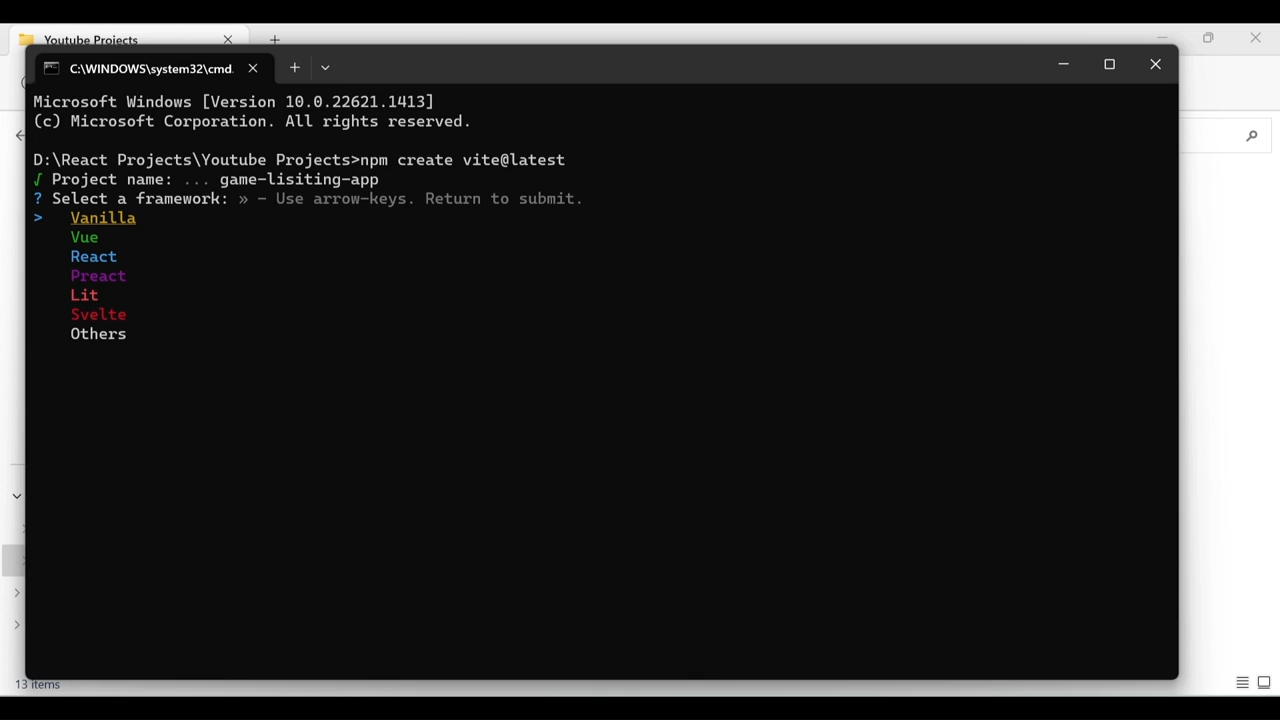 Youtube Projects
C:\WINDOWS\system32\cmd.
Microsoft Windows [Version 10.0.22621.1413]
(c) Microsoft Corporation. All rights reserved.
D:\React Projects\Youtube Projects>npm create vite@latest
√ Project name: ... game-lisiting-app
? Select a framework: » - Use arrow-keys. Return to submit.
> Vanilla
Vue
React
Preact
Lit
Svelte
Others
13 items